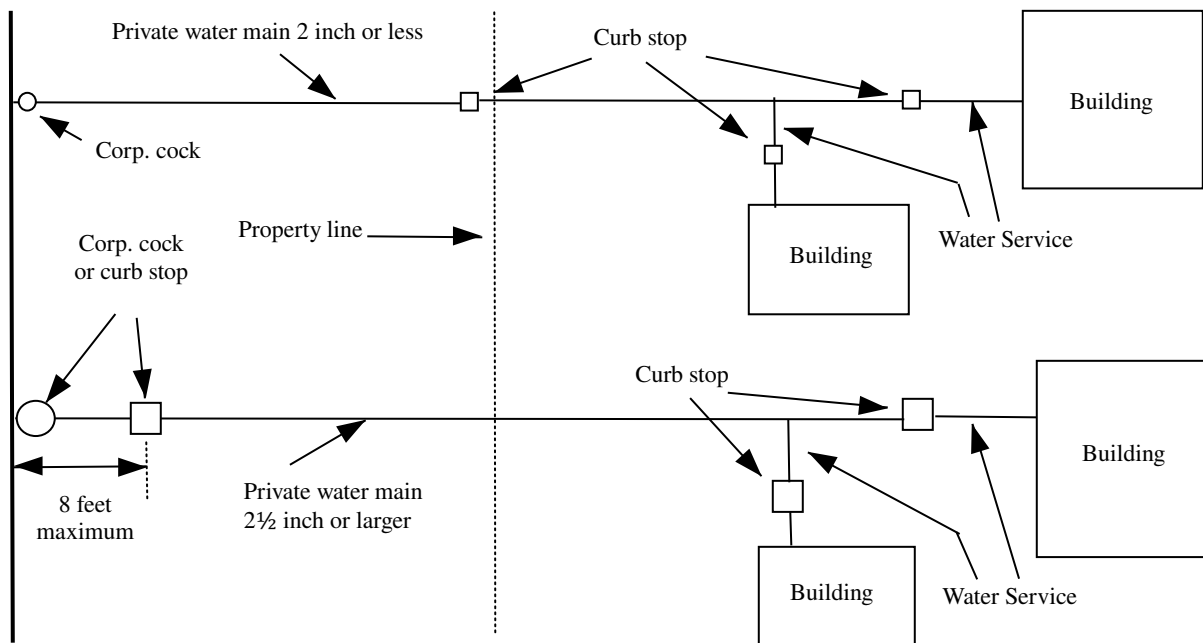 Private water main 2 inch or less
Curb stop
Building
Corp. cock
Property line
Building
Water Service
Corp. cock
or curb stop
Curb stop
Building
8 feet
maximum
Private water main
2½ inch or larger
Building
Water Service